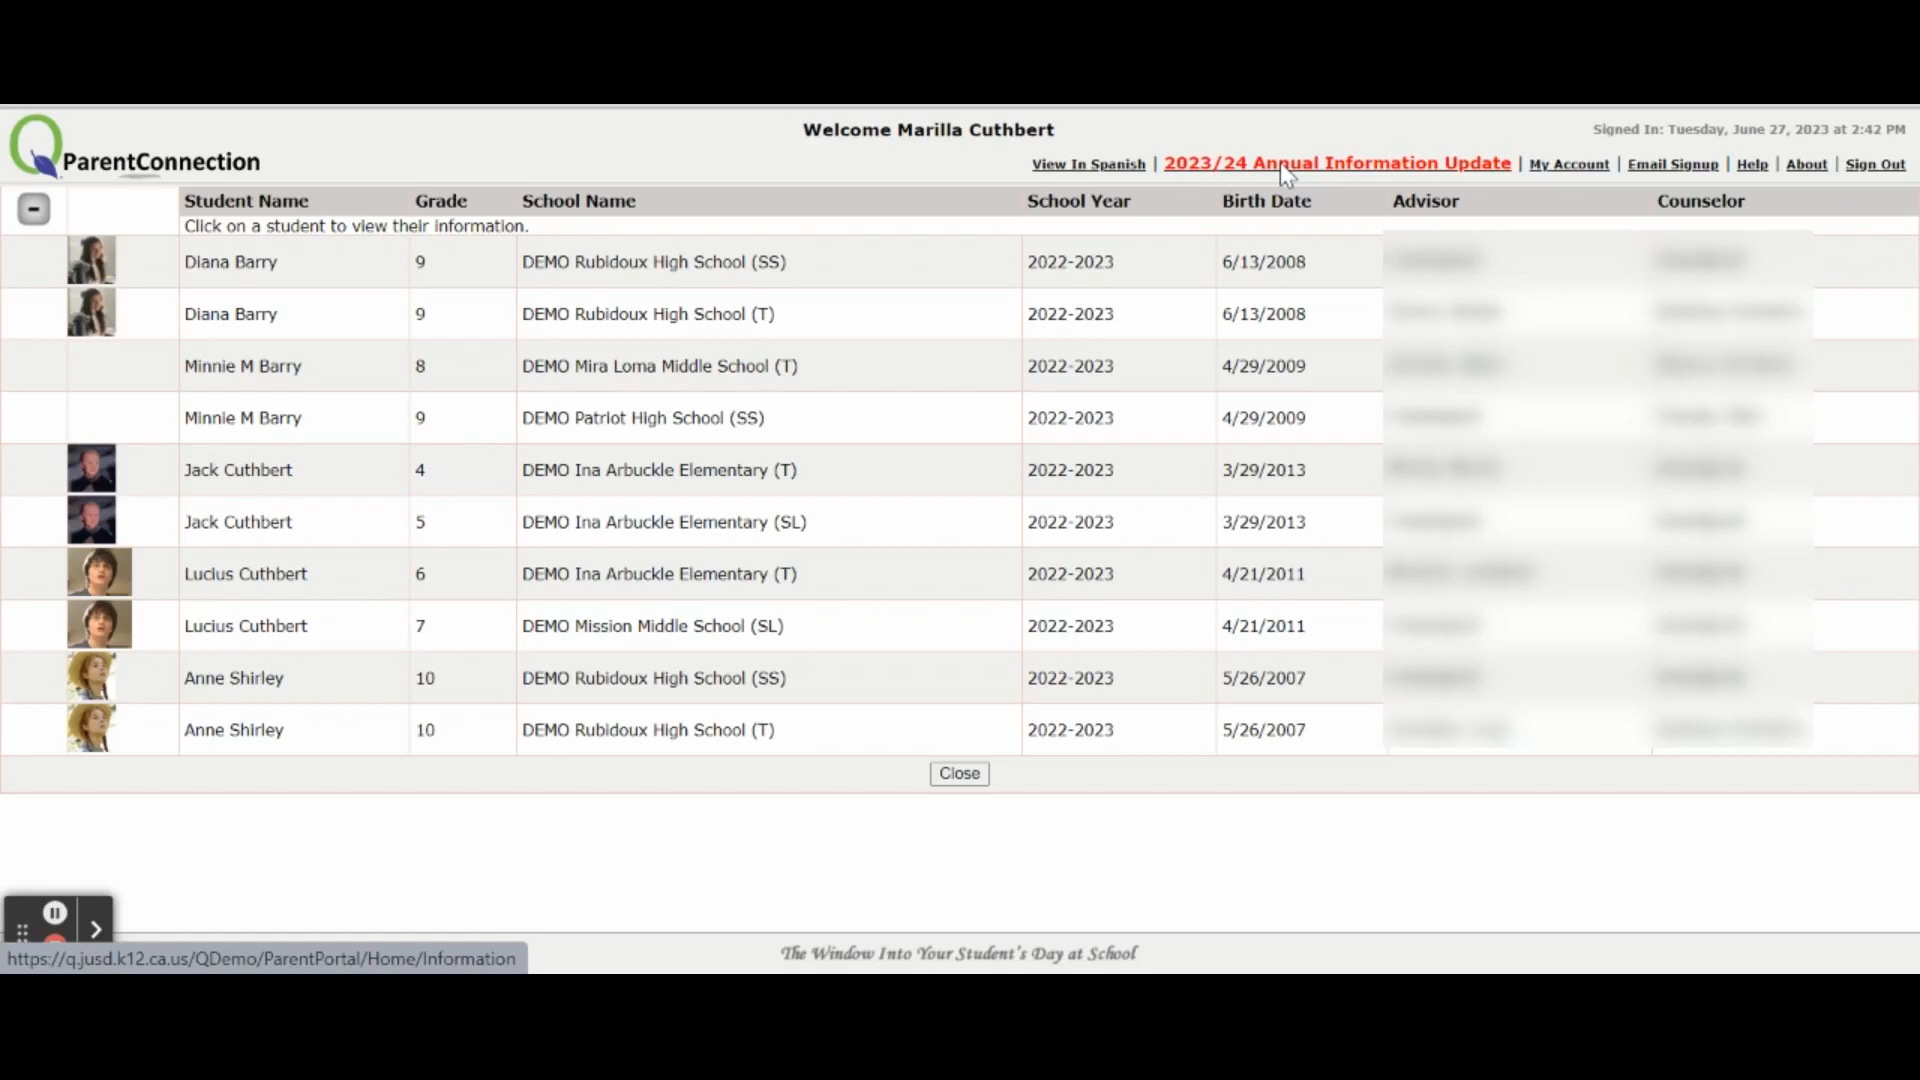 Welcome Marilla Cuthbert
Signed In: Tuesday, June 27, 2023 at 2:42 PM
ParentConnection
View In Spanish | 2023/24 Annual Information Update | My Account | Email Signup | Help | About | Sign Out
Student Name Grade School Name School Year Birth Date Advisor Counselor
Click on a student to view their information.
Diana Barry 9 DEMO Rubidoux High School (SS) 2022-2023 6/13/2008
Diana Barry 9 DEMO Rubidoux High School (T) 2022-2023 6/13/2008
Minnie M Barry 8 DEMO Mira Loma Middle School (T) 2022-2023 4/29/2009
Minnie M Barry 9 DEMO Patriot High School (SS) 2022-2023 4/29/2009
Jack Cuthbert 4 DEMO Ina Arbuckle Elementary (T) 2022-2023 3/29/2013
Jack Cuthbert 5 DEMO Ina Arbuckle Elementary (SL) 2022-2023 3/29/2013
Lucius Cuthbert 6 DEMO Ina Arbuckle Elementary (T) 2022-2023 4/21/2011
Lucius Cuthbert 7 DEMO Mission Middle School (SL) 2022-2023 4/21/2011
Anne Shirley 10 DEMO Rubidoux High School (SS) 2022-2023 5/26/2007
Anne Shirley 10 DEMO Rubidoux High School (T) 2022-2023 5/26/2007
Close
The Window Into Your Student's Day at School
https://q.jusd.k12.ca.us/QDemo/ParentPortal/Home/Information